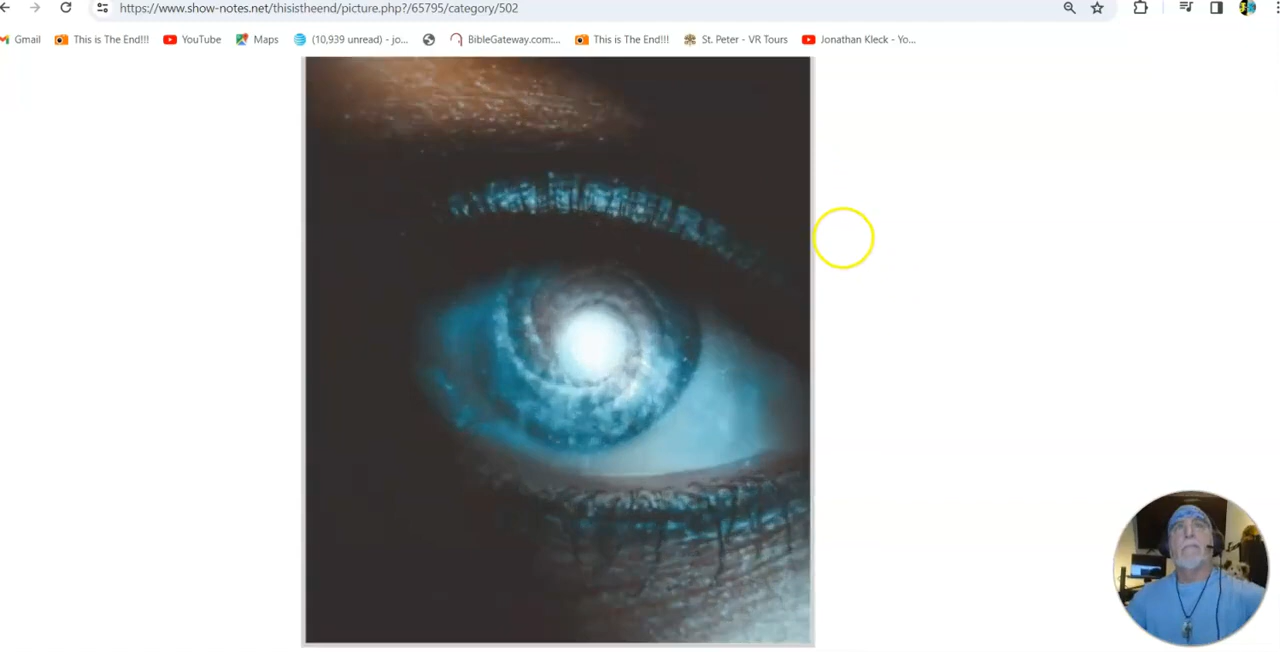 https://www.show-notes.net/thisistheend/picture.php?/65795/category/502
Gmail This is The End!!! YouTube Maps (10,939 unread) - jo... BibleGateway.com:... This is The End!!! St. Peter - VR Tours Jonathan Kleck - Yo...